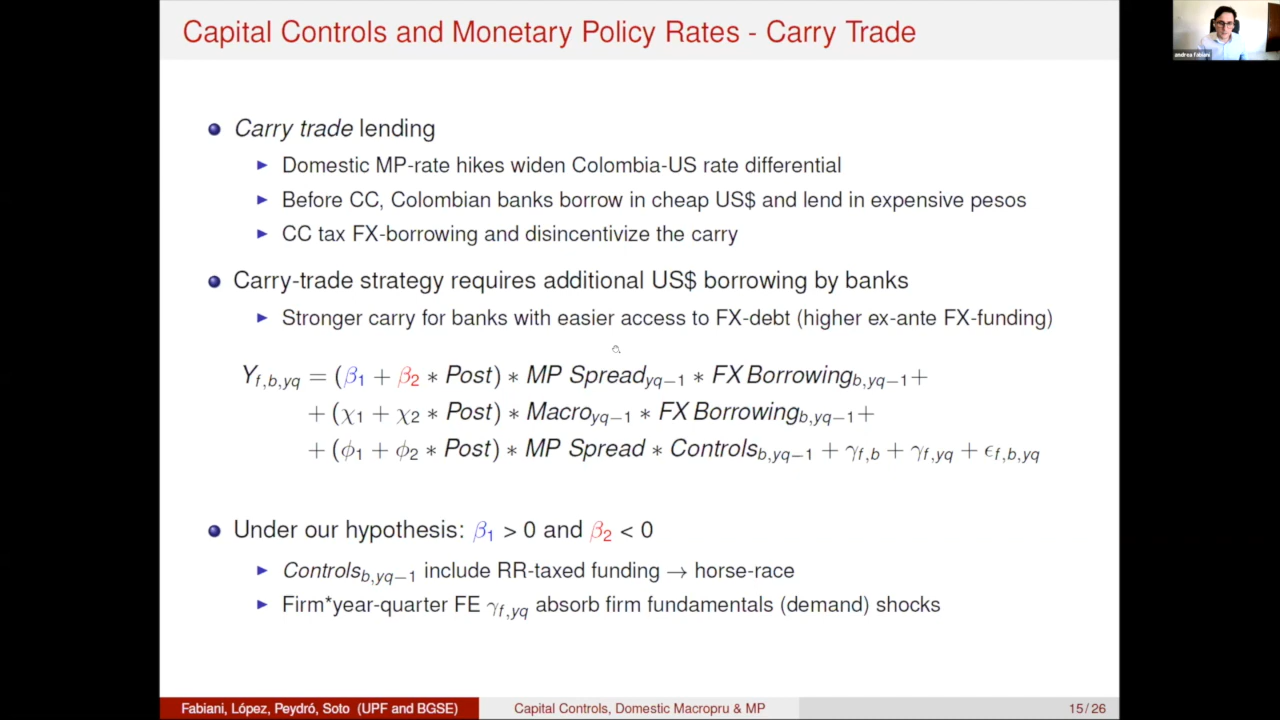 Capital Controls and Monetary Policy Rates - Carry Trade
andrea fabiani
Carry trade lending
Domestic MP-rate hikes widen Colombia-US rate differential
Before CC, Colombian banks borrow in cheap US$ and lend in expensive pesos
CC tax FX-borrowing and disincentivize the carry
Carry-trade strategy requires additional US$ borrowing by banks
Stronger carry for banks with easier access to FX-debt (higher ex-ante FX-funding)
Y_{f,b,yq} = (β₁ + β₂ ∗ Post) ∗ MP Spread_{yq−1} ∗ FX Borrowing_{b,yq−1}+
+ (χ₁ + χ₂ ∗ Post) ∗ Macro_{yq−1} ∗ FX Borrowing_{b,yq−1}+
+ (ϕ₁ + ϕ₂ ∗ Post) ∗ MP Spread ∗ Controls_{b,yq−1} + γ_{f,b} + γ_{f,yq} + ϵ_{f,b,yq}
Under our hypothesis: β₁ > 0 and β₂ < 0
Controls_{b,yq−1} include RR-taxed funding → horse-race
Firm*year-quarter FE γ_{f,yq} absorb firm fundamentals (demand) shocks
Fabiani, López, Peydró, Soto (UPF and BGSE)
Capital Controls, Domestic Macropru & MP
15 / 26